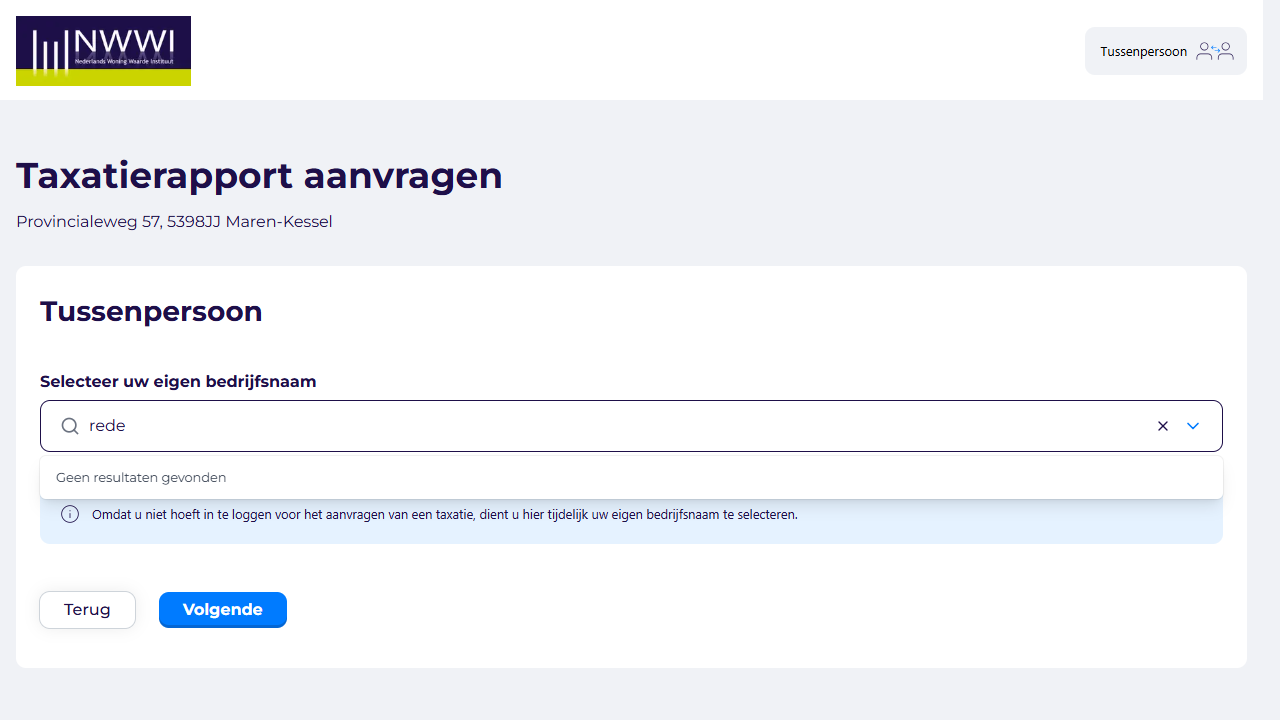 NWWI
Nederlands Woning Waarde Instituut
Tussenpersoon
Taxatierapport aanvragen
Provincialeweg 57, 5398JJ Maren-Kessel
Tussenpersoon
Selecteer uw eigen bedrijfsnaam
rede
Geen resultaten gevonden
Omdat u niet hoeft in te loggen voor het aanvragen van een taxatie, dient u hier tijdelijk uw eigen bedrijfsnaam te selecteren.
Terug
Volgende